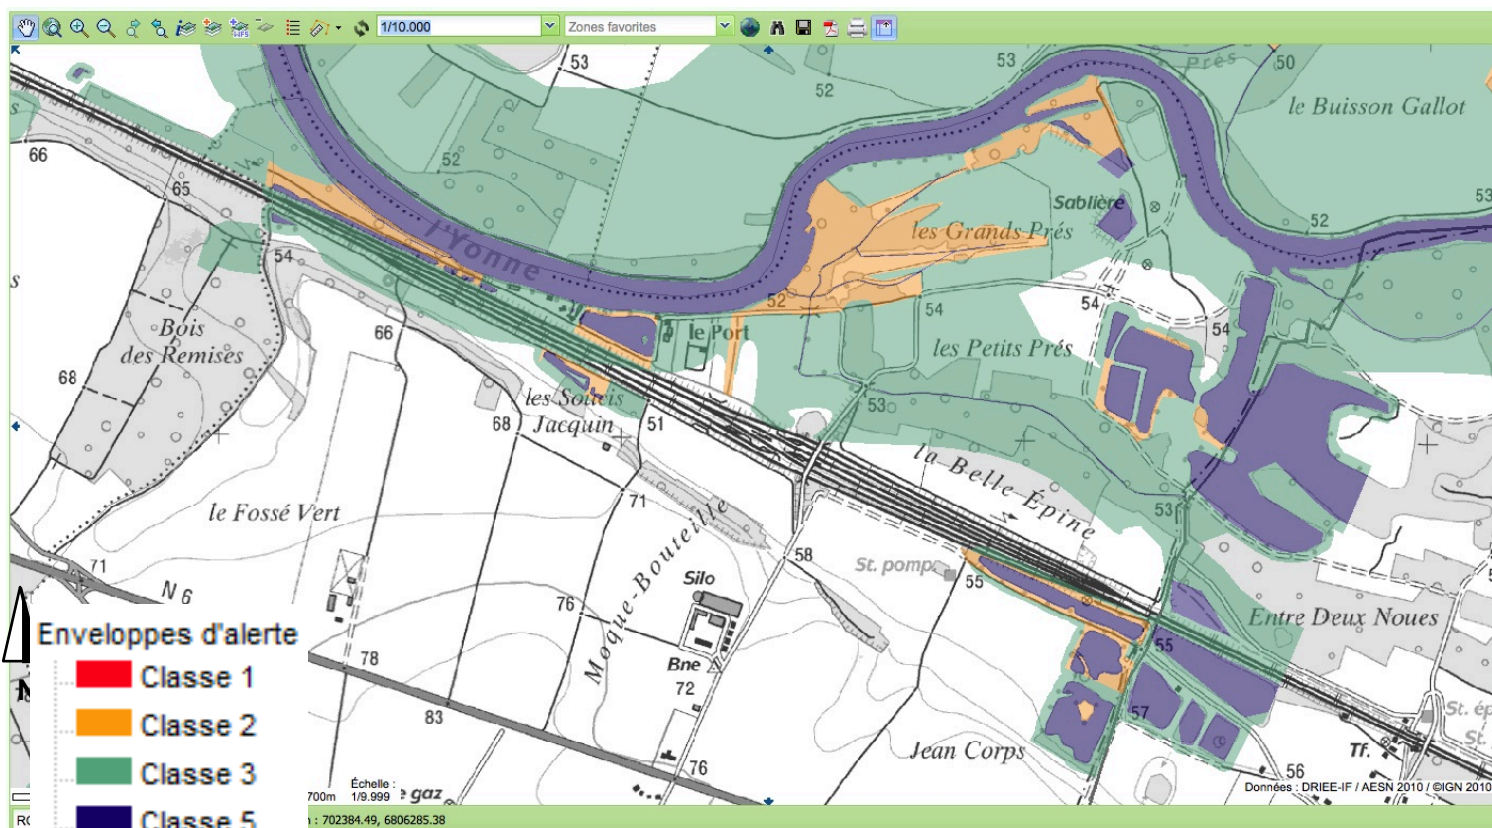 1/10.000
Zones favorites
WFS
53
53
Prés
50
52
le Buisson Gallot
66
52
65
53
Sablière
52
l'Yonne
les Grands Prés
54
52
54
54
54
Bois
des Remises
66
le Port
les Petits Prés
68
les Soucis
Jacquin
53
68
51
la Belle Épine
le Fossé Vert
71
53
Moque-Bouteille
58
St. pomp.
55
71
N 6
Silo
76
Entre Deux Noues
Enveloppes d'alerte
55
Bne
78
72
Classe 1
83
57
St. ép
Classe 2
Jean Corps
Tf.
St.
Classe 3
76
56
Échelle :
700m
1/9.999
gaz
Données : DRIEE-IF / AESN 2010 / ©IGN 2010
Classe 5
: 702384.49, 6806285.38